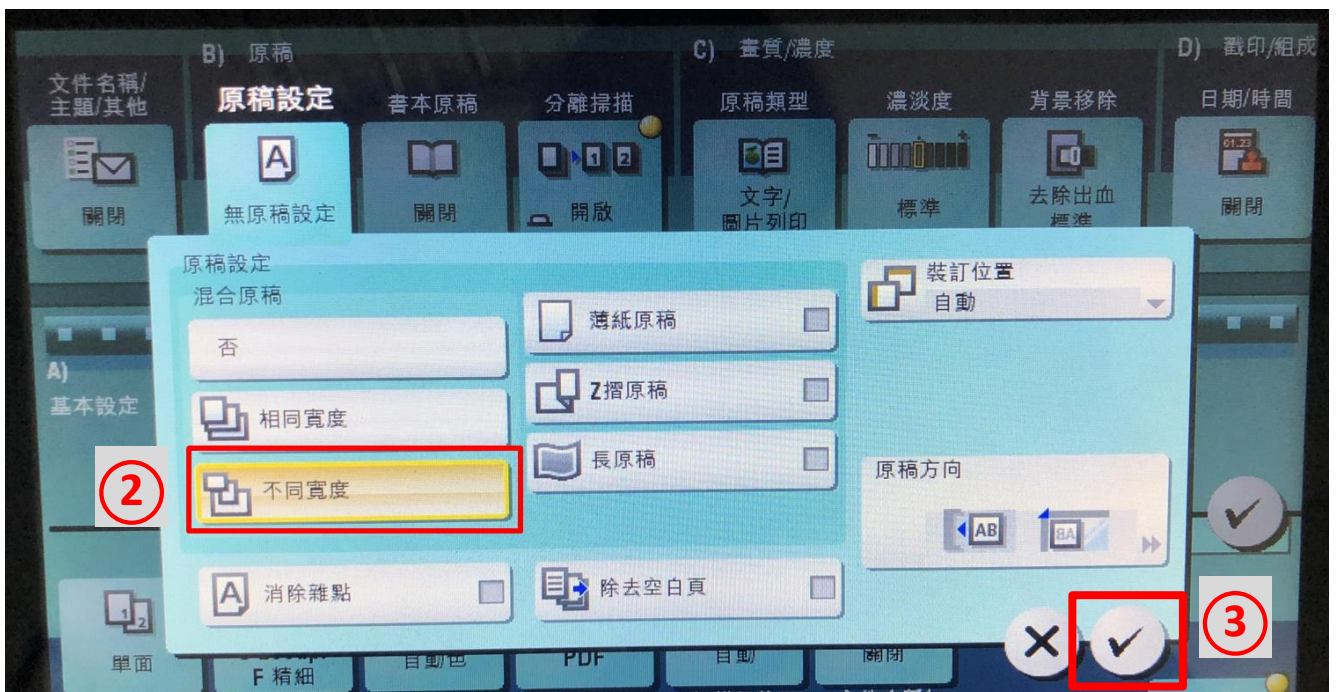 B) 原稿
C) 畫質/濃度
D) 戳印/組成
文件名稱/
主題/其他
原稿設定
書本原稿
分離掃描
原稿類型
濃淡度
背景移除
日期/時間
A
1 2
01.23
關閉
無原稿設定
關閉
開啟
文字/
圖片列印
標準
去除出血
標準
關閉
原稿設定
混合原稿
否
相同寬度
不同寬度
薄紙原稿
Z摺原稿
長原稿
裝訂位置
自動
原稿方向
AB
消除雜點
除去空白頁
A)
基本設定
②
③
1 2
單面
F 精細
自動色
PDF
自動
關閉